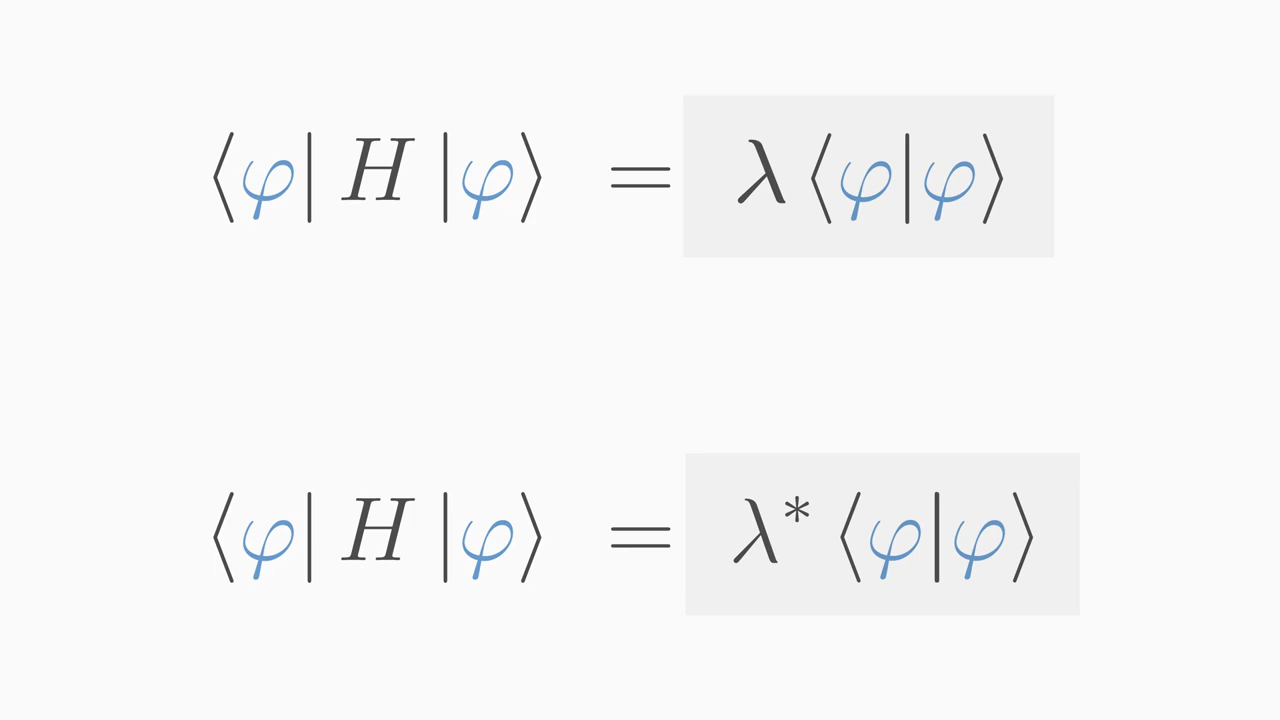 ⟨φ| H |φ⟩ = λ ⟨φ|φ⟩
⟨φ| H |φ⟩ = λ* ⟨φ|φ⟩